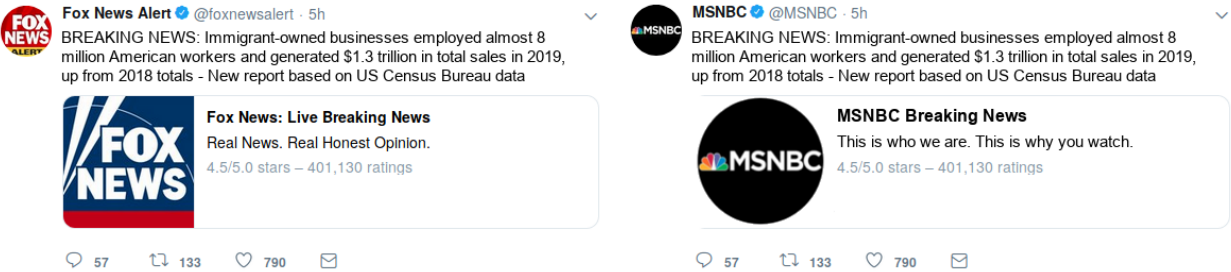 Fox News Alert @foxnewsalert · 5h
BREAKING NEWS: Immigrant-owned businesses employed almost 8
million American workers and generated $1.3 trillion in total sales in 2019,
up from 2018 totals - New report based on US Census Bureau data
Fox News: Live Breaking News
Real News. Real Honest Opinion.
4.5/5.0 stars – 401,130 ratings
57 133 790
FOX
NEWS
ALERT
FOX
NEWS
MSNBC @MSNBC · 5h
BREAKING NEWS: Immigrant-owned businesses employed almost 8
million American workers and generated $1.3 trillion in total sales in 2019,
up from 2018 totals - New report based on US Census Bureau data
MSNBC Breaking News
This is who we are. This is why you watch.
4.5/5.0 stars – 401,130 ratings
57 133 790
MSNBC
MSNBC